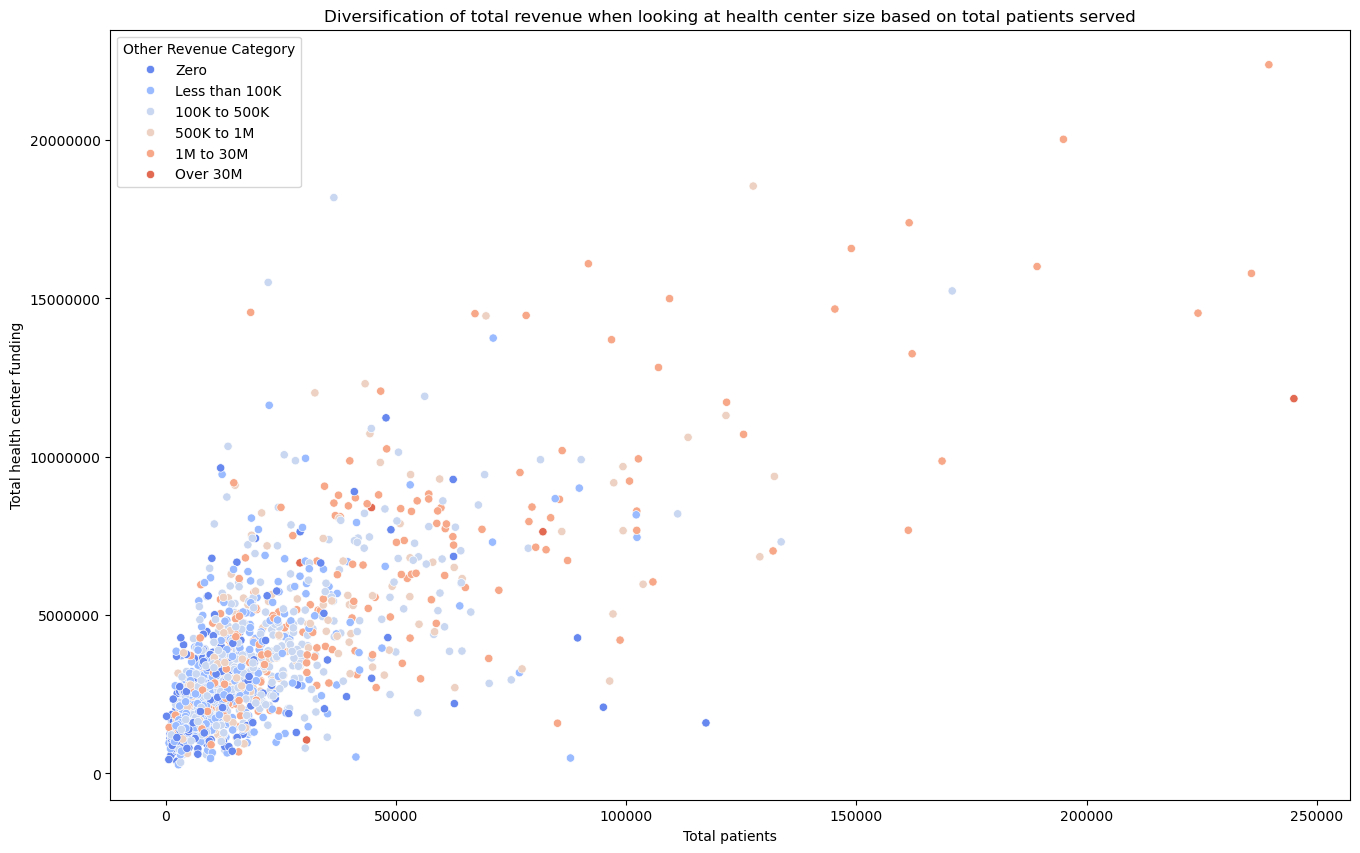 Diversification of total revenue when looking at health center size based on total patients served
Other Revenue Category
Zero
Less than 100K
100K to 500K
500K to 1M
1M to 30M
Over 30M
Total health center funding
20000000
15000000
10000000
5000000
0
0
50000
100000
150000
200000
250000
Total patients